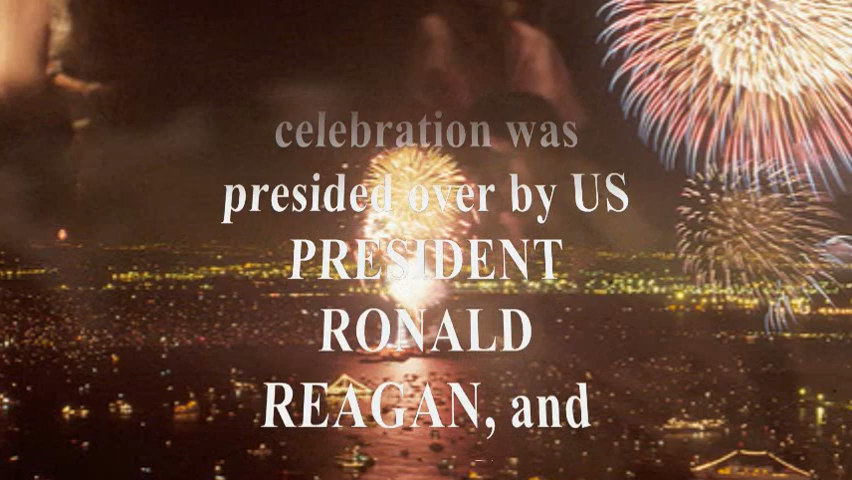 celebration was
presided over by US
PRESIDENT
RONALD
REAGAN, and